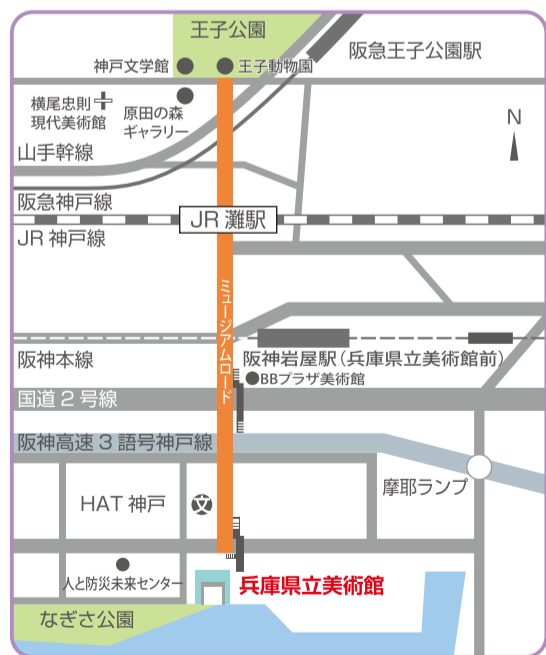 王子公園
阪急王子公園駅
神戸文学館
王子動物園
横尾忠則
現代美術館
原田の森
ギャラリー
N
山手幹線
阪急神戸線
JR 灘駅
JR 神戸線
ミュージアムロード
阪神本線
阪神岩屋駅(兵庫県立美術館前)
BBプラザ美術館
国道2号線
阪神高速3語号神戸線
摩耶ランプ
HAT 神戸
文
人と防災未来センター
兵庫県立美術館
なぎさ公園